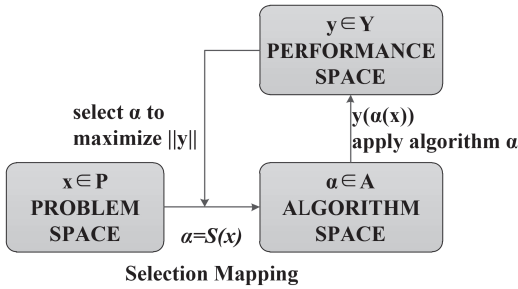 y∈Y
PERFORMANCE
SPACE
select α to
maximize ||y||
y(α(x))
apply algorithm α
x∈P
PROBLEM
SPACE
α=S(x)
α∈A
ALGORITHM
SPACE
Selection Mapping